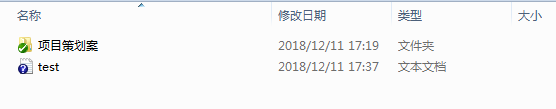 名称 修改日期 类型 大小
项目策划案 2018/12/11 17:19 文件夹
test 2018/12/11 17:37 文本文档